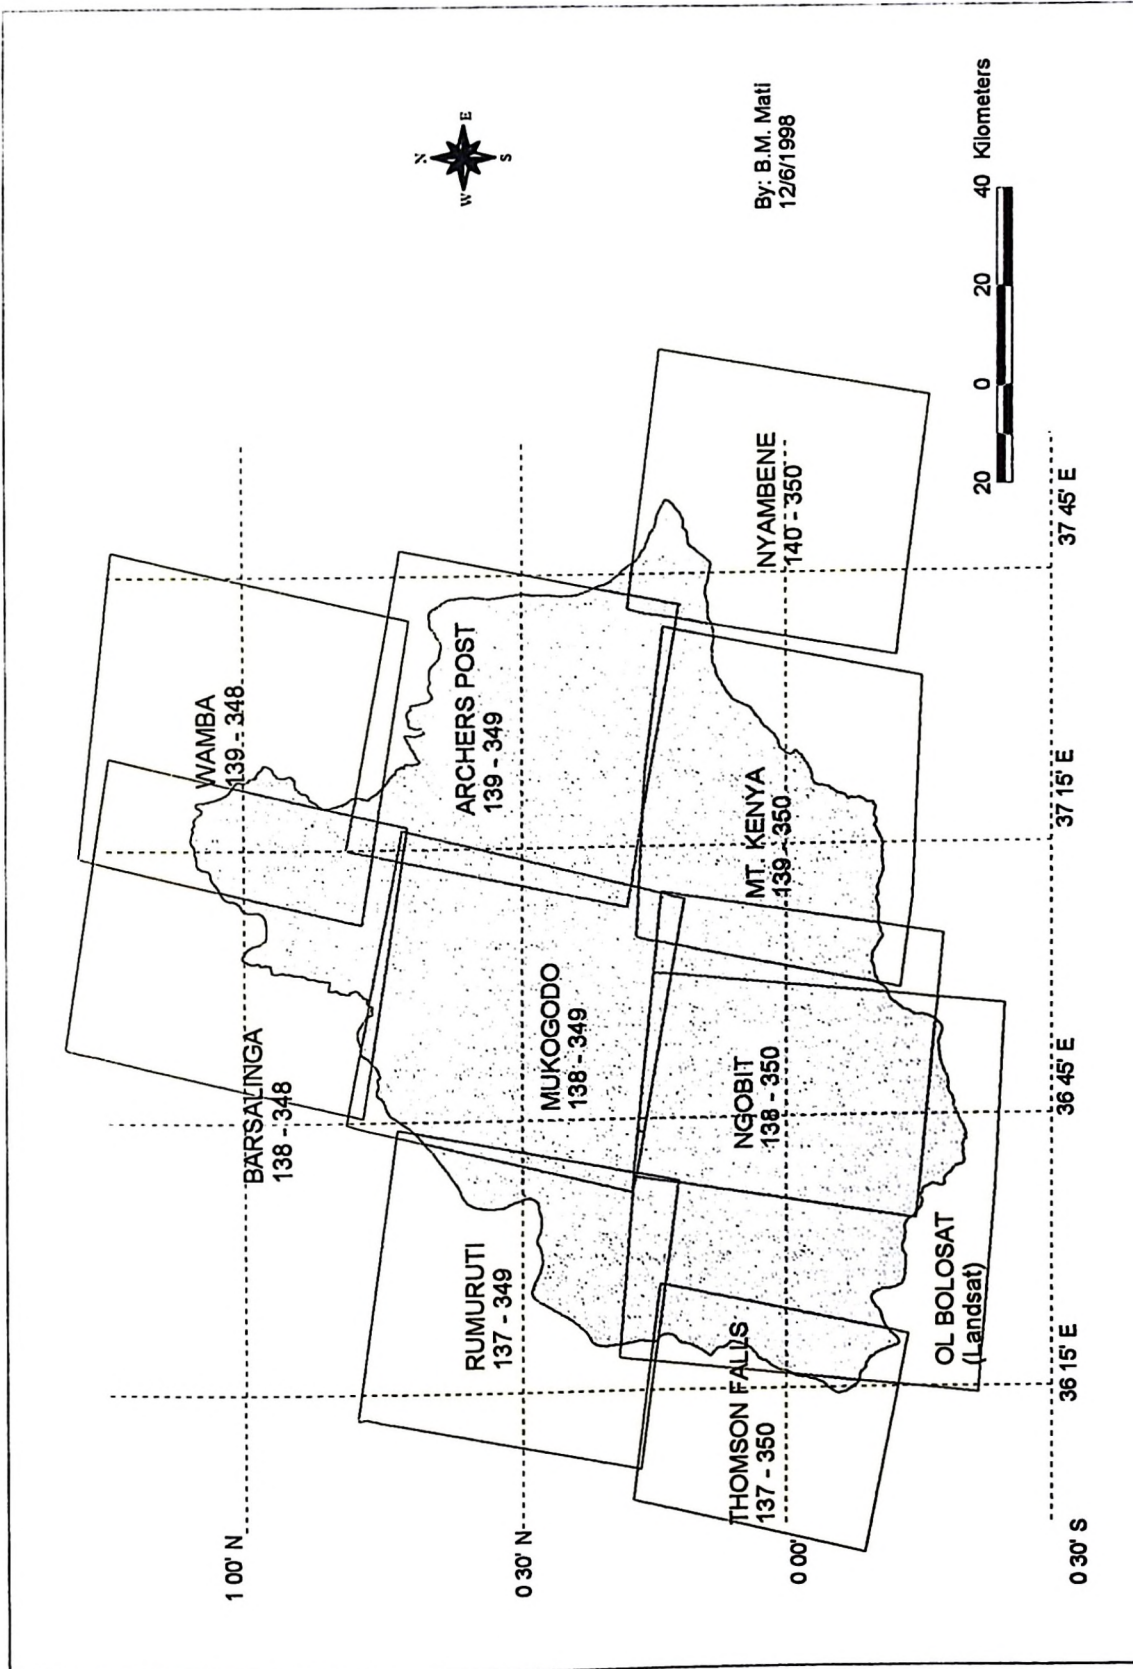 N
W
E
S
WAMBA
139 - 348
BARSALINGA
138 - 348
ARCHERS POST
139 - 349
MUKOGODO
138 - 349
RUMURUTI
137 - 349
NYAMBENE
140 - 350
MT. KENYA
139 - 350
NGOBIT
138 - 350
THOMSON FALLS
137 - 350
OL BOLOSAT
(Landsat)
1 00' N
0 30' N
0 00'
0 30' S
36 15' E
36 45' E
37 15' E
37 45' E
By: B.M. Mati
12/6/1998
20 0 20 40 Kilometers